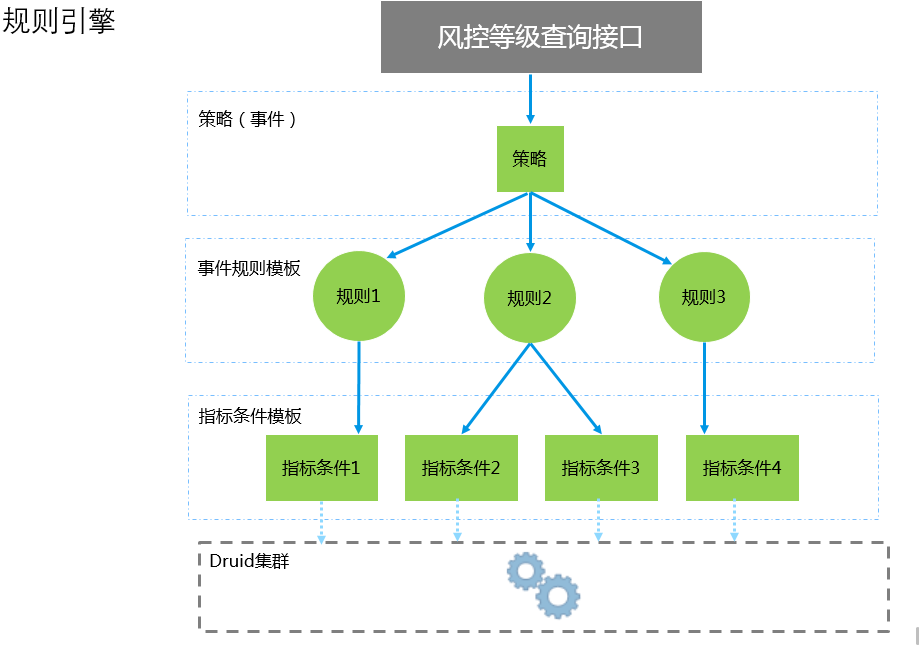 规则引擎
风控等级查询接口
策略（事件）
策略
事件规则模板
规则1
规则2
规则3
指标条件模板
指标条件1
指标条件2
指标条件3
指标条件4
Druid集群